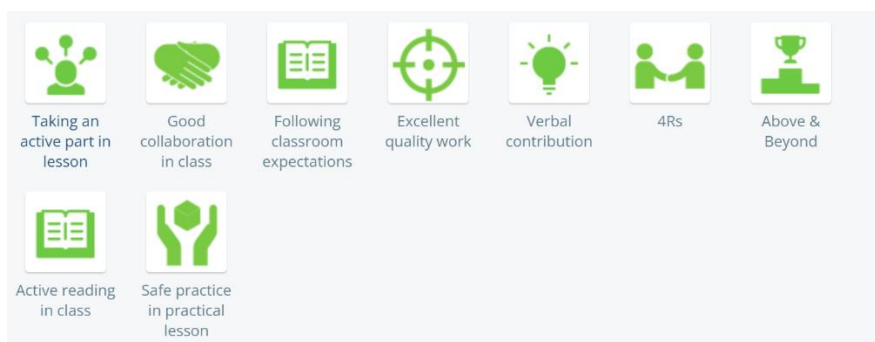 Taking an
active part in
lesson
Good
collaboration
in class
Following
classroom
expectations
Excellent
quality work
Verbal
contribution
4Rs
Above &
Beyond
Active reading
in class
Safe practice
in practical
lesson